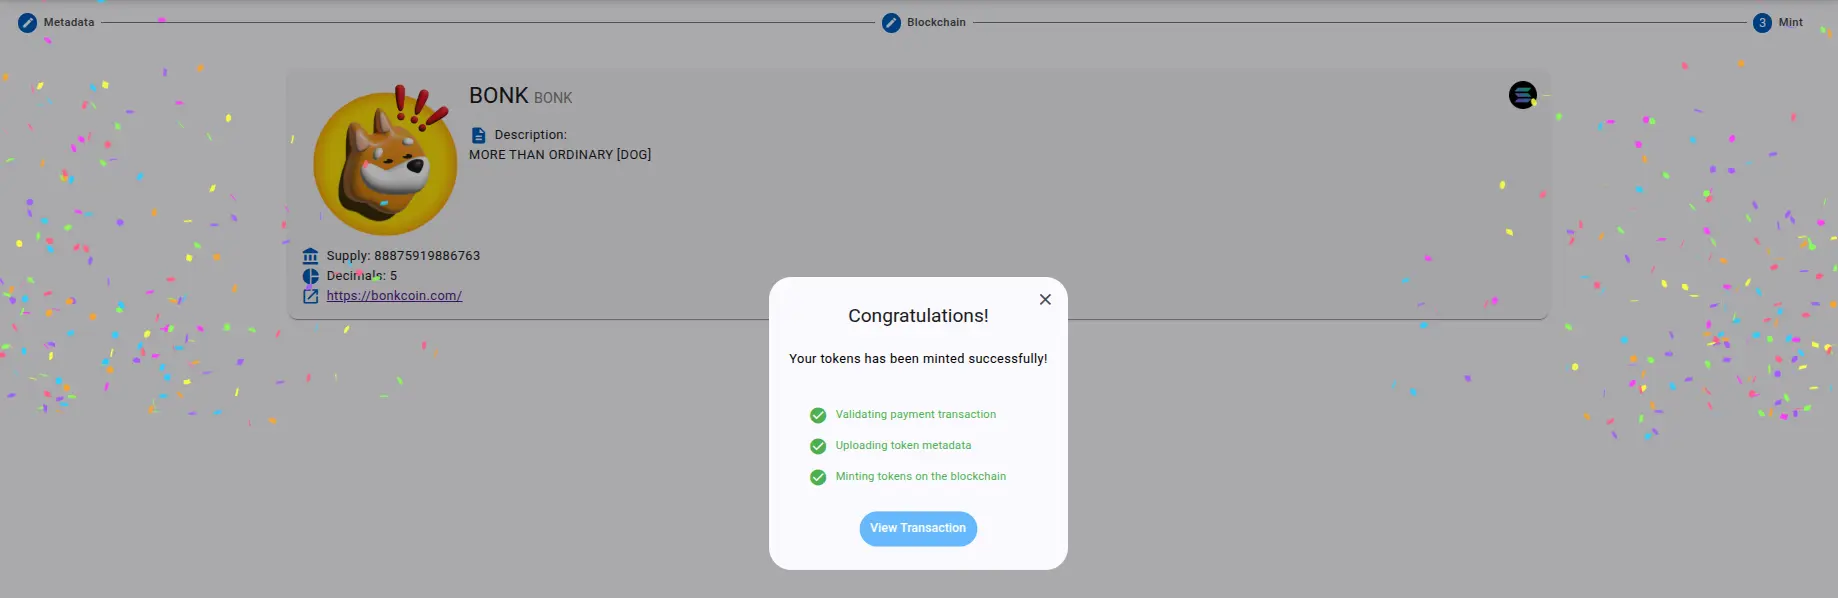 Metadata
Blockchain
3 Mint
BONK BONK
Description:
MORE THAN ORDINARY [DOG]
Supply: 88875919886763
Decimals: 5
https://bonkcoin.com/
Congratulations!
Your tokens has been minted successfully!
Validating payment transaction
Uploading token metadata
Minting tokens on the blockchain
View Transaction